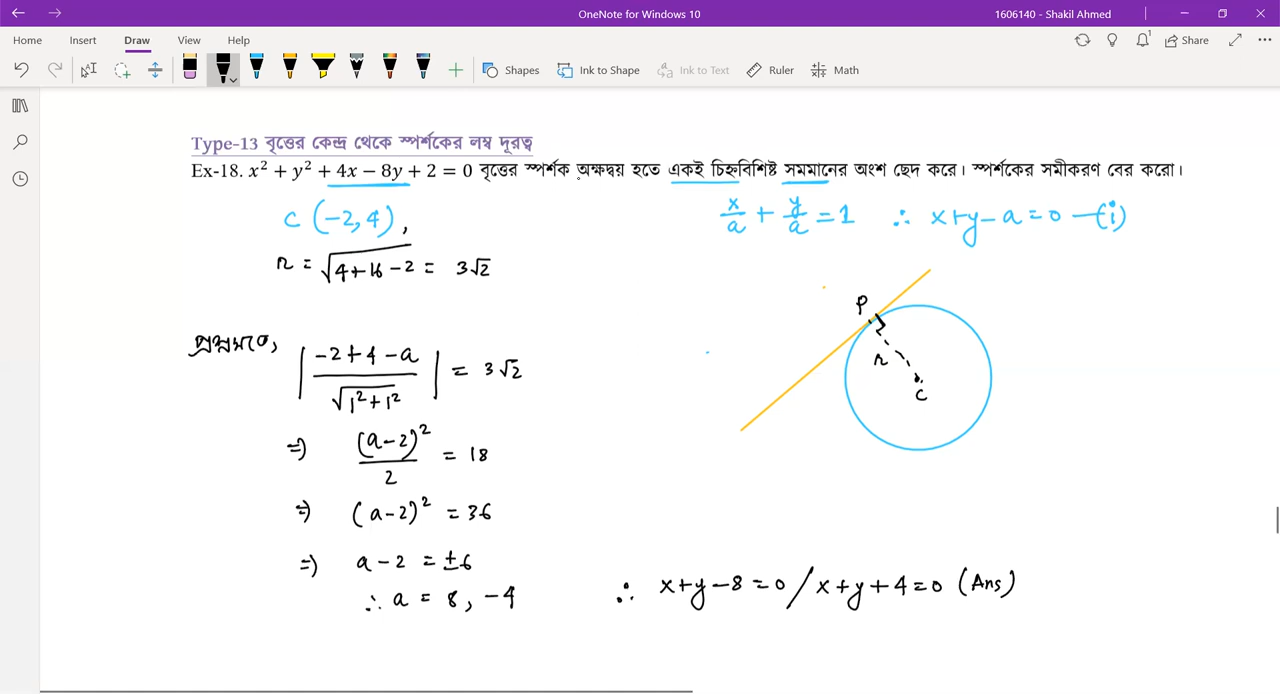 OneNote for Windows 10
1606140 - Shakil Ahmed
Home Insert Draw View Help
Share
Shapes Ink to Shape Ink to Text Ruler Math
Type-13 বৃত্তের কেন্দ্র থেকে স্পর্শকের লম্ব দূরত্ব
Ex-18. x² + y² + 4x − 8y + 2 = 0 বৃত্তের স্পর্শক অক্ষদ্বয় হতে একই চিহ্নবিশিষ্ট সমমানের অংশ ছেদ করে। স্পর্শকের সমীকরণ বের করো।
C (-2, 4),
x/a + y/a = 1 ∴ x+y-a=0 —(i)
r = √(4+16-2) = 3√2
P
r
C
প্রশ্নমতে,
|(-2+4-a)/√(1²+1²)| = 3√2
⇒ (a-2)²/2 = 18
⇒ (a-2)² = 36
⇒ a-2 = ±6
∴ a = 8, -4
∴ x+y-8=0 / x+y+4=0 (Ans)